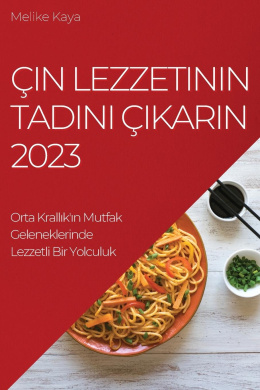 Melike Kaya
ÇIN LEZZETININ
TADINI ÇIKARIN
2023
Orta Krallık'ın Mutfak
Geleneklerinde
Lezzetli Bir Yolculuk